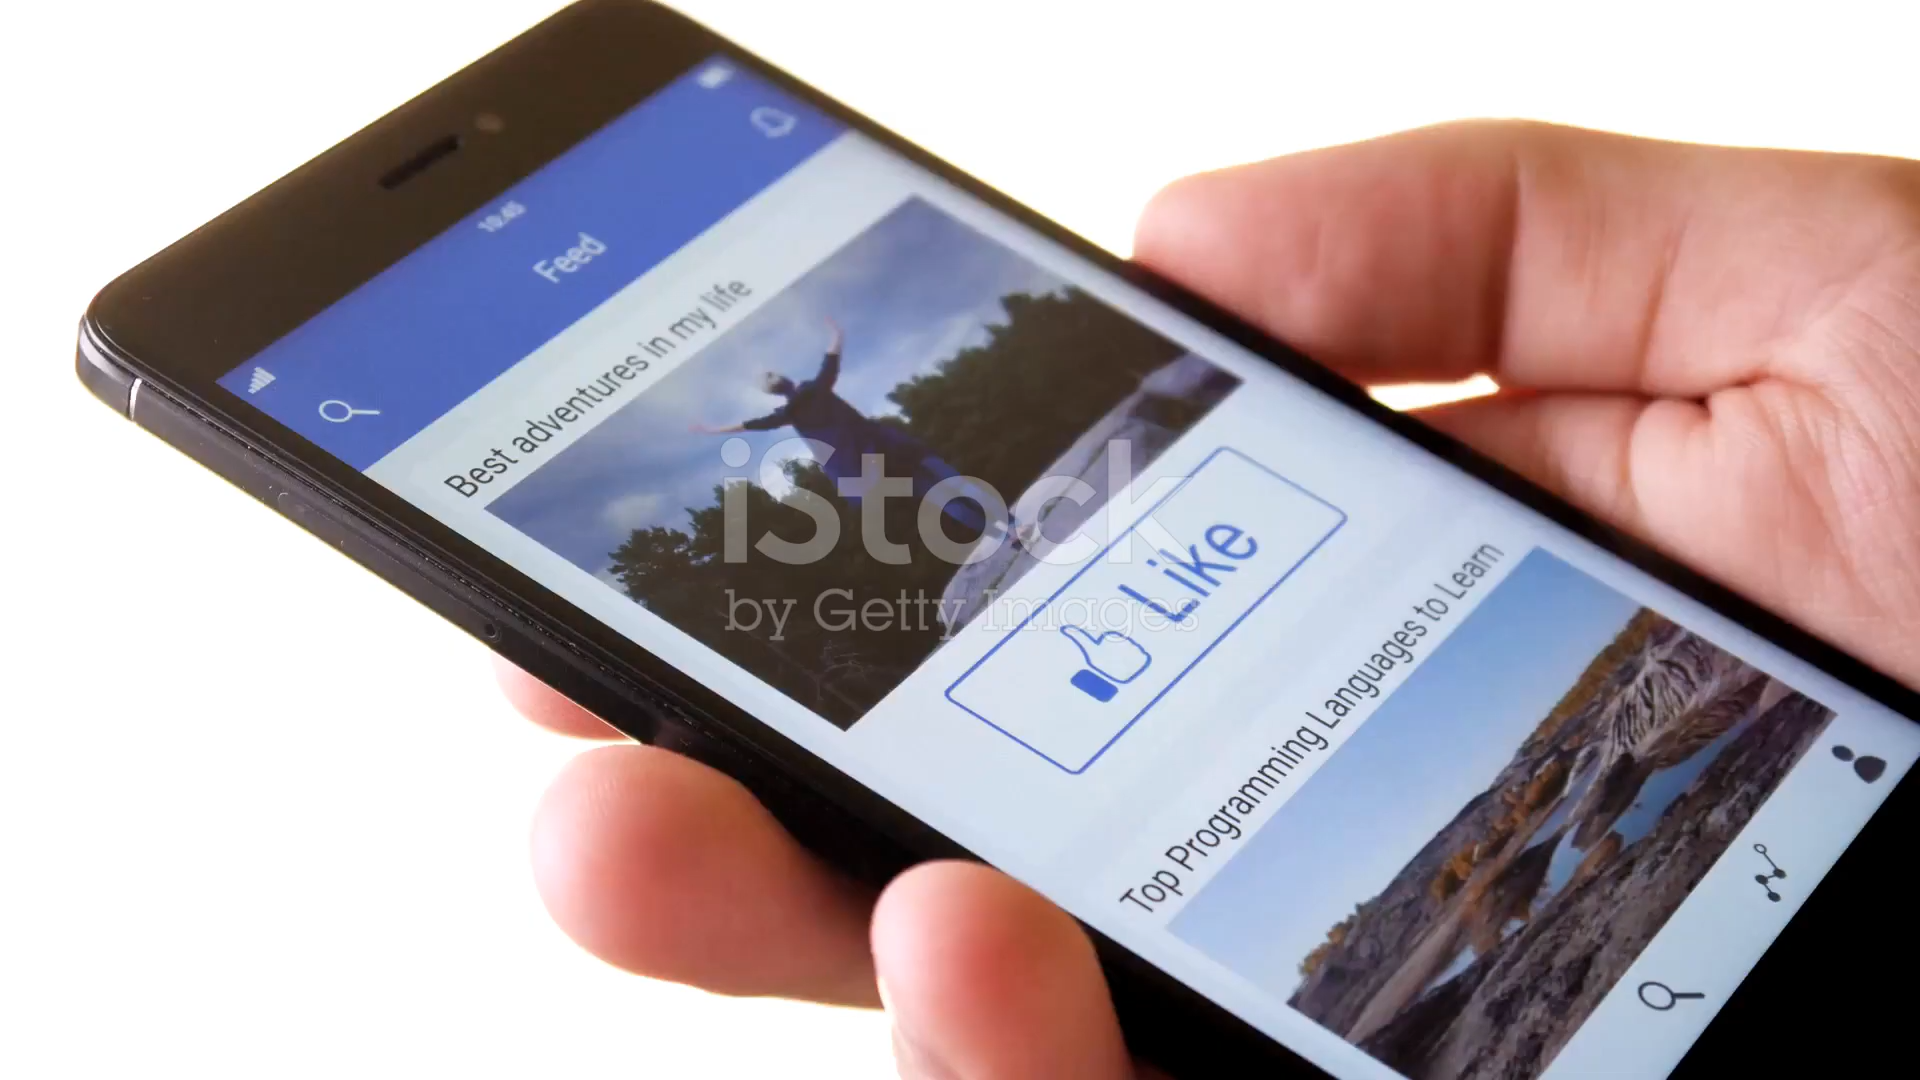 10:45
Feed
Best adventures in my life
Like
Top Programming Languages to Learn
iStock
by Getty Images